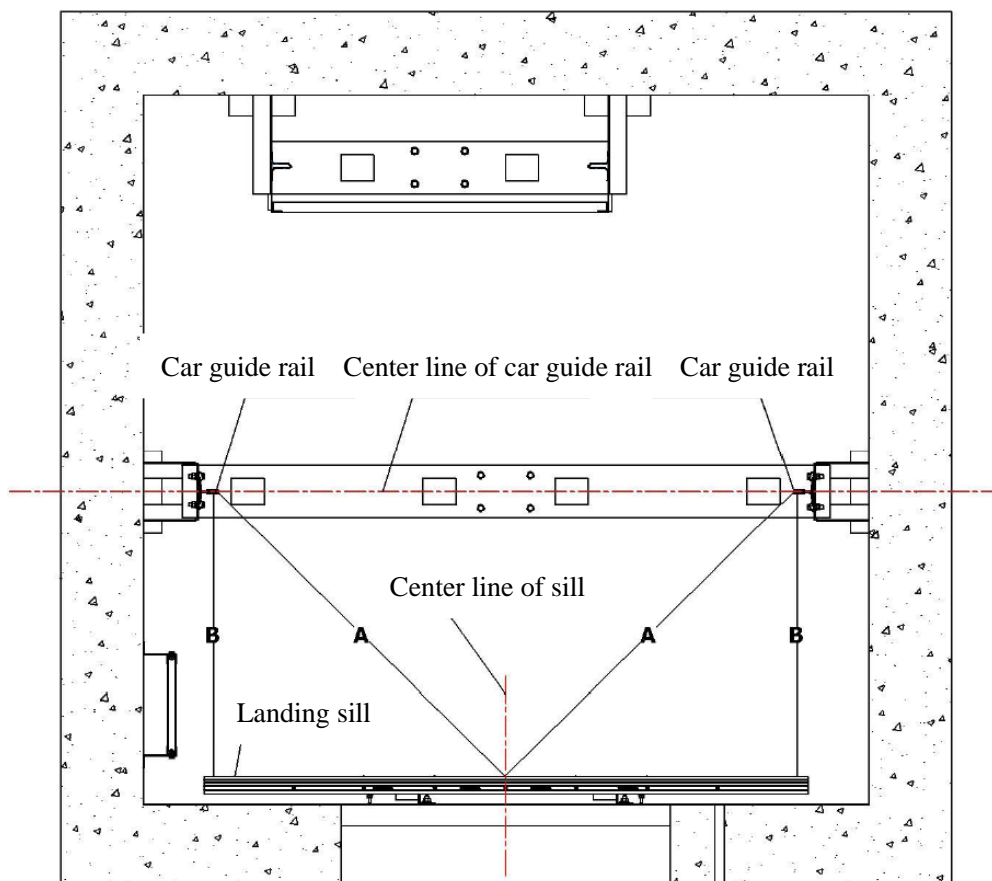 Car guide rail
Center line of car guide rail
Car guide rail
Center line of sill
B
A
A
B
Landing sill